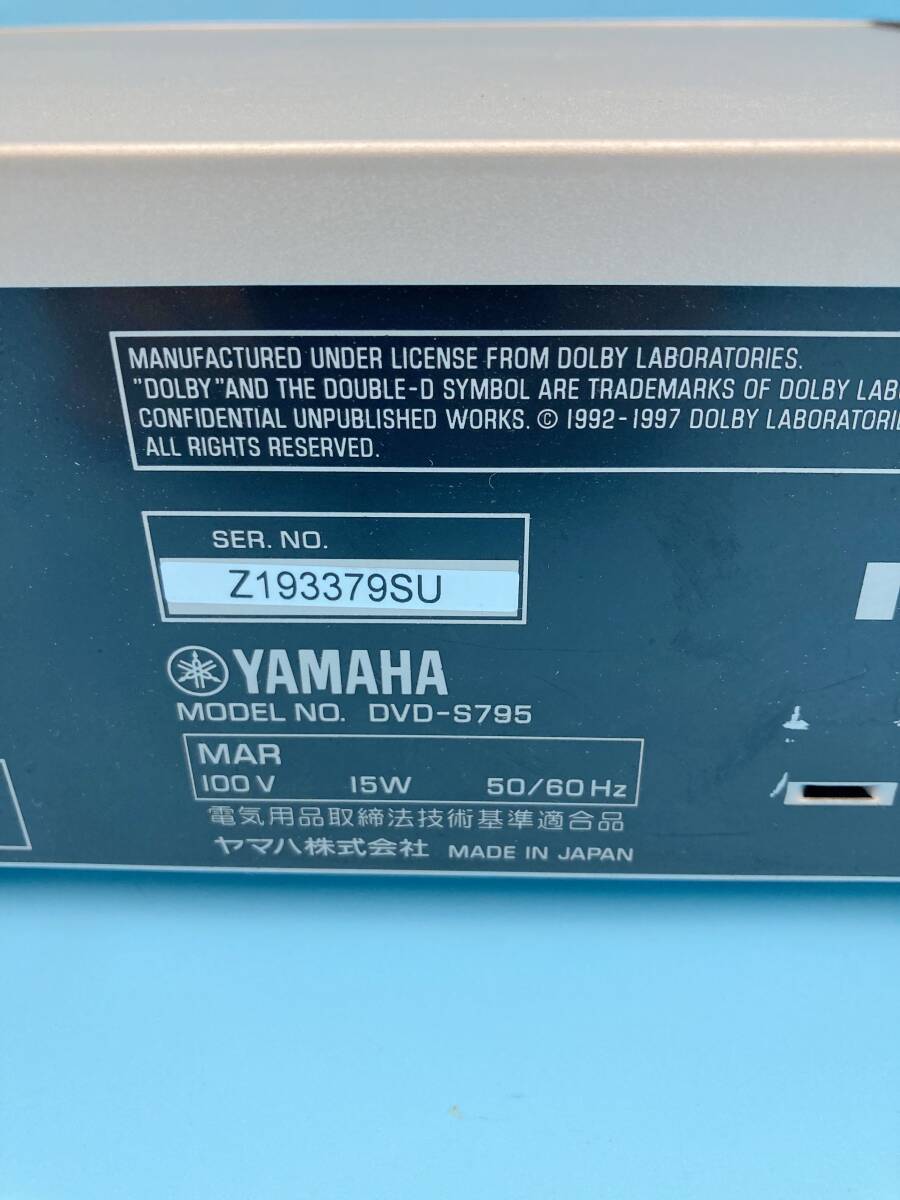 MANUFACTURED UNDER LICENSE FROM DOLBY LABORATORIES.
"DOLBY"AND THE DOUBLE-D SYMBOL ARE TRADEMARKS OF DOLBY
CONFIDENTIAL UNPUBLISHED WORKS. © 1992-1997 DOLBY
ALL RIGHTS RESERVED.
SER. NO.
Z193379SU
YAMAHA
MODEL NO. DVD-S795
MAR
100V 15W 50/60Hz
電気用品取締法技術基準適合品
ヤマハ株式会社 MADE IN JAPAN